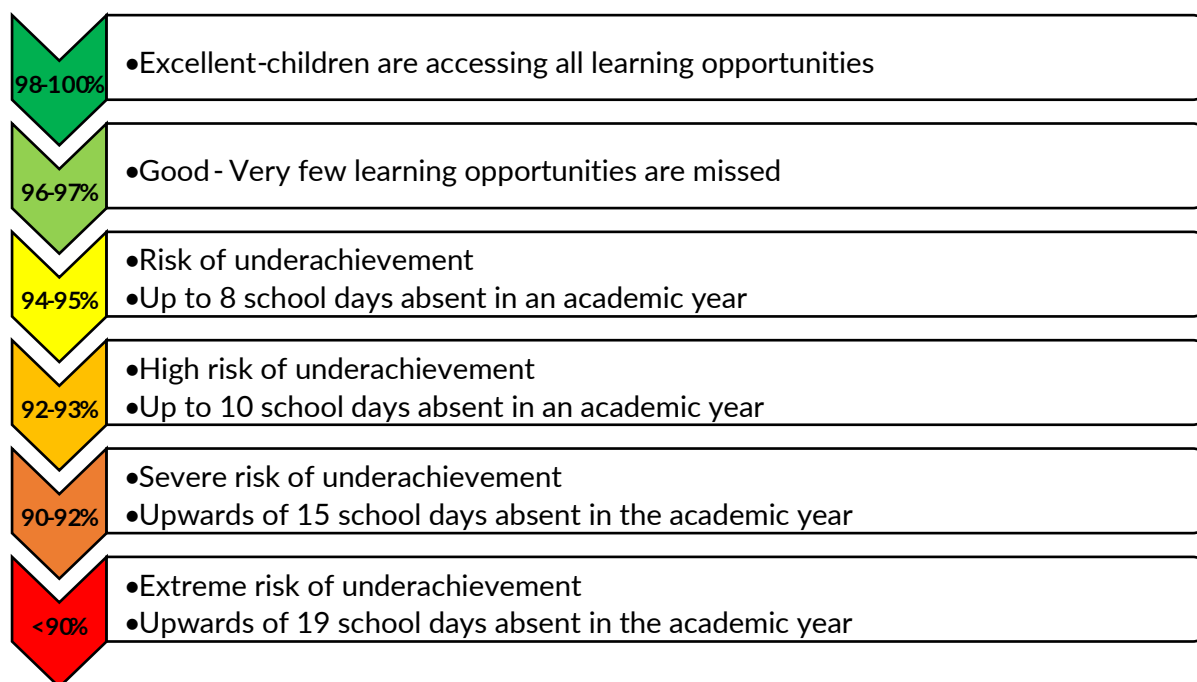 98-100%
•Excellent-children are accessing all learning opportunities
96-97%
•Good - Very few learning opportunities are missed
94-95%
•Risk of underachievement
•Up to 8 school days absent in an academic year
92-93%
•High risk of underachievement
•Up to 10 school days absent in an academic year
90-92%
•Severe risk of underachievement
•Upwards of 15 school days absent in the academic year
<90%
•Extreme risk of underachievement
•Upwards of 19 school days absent in the academic year